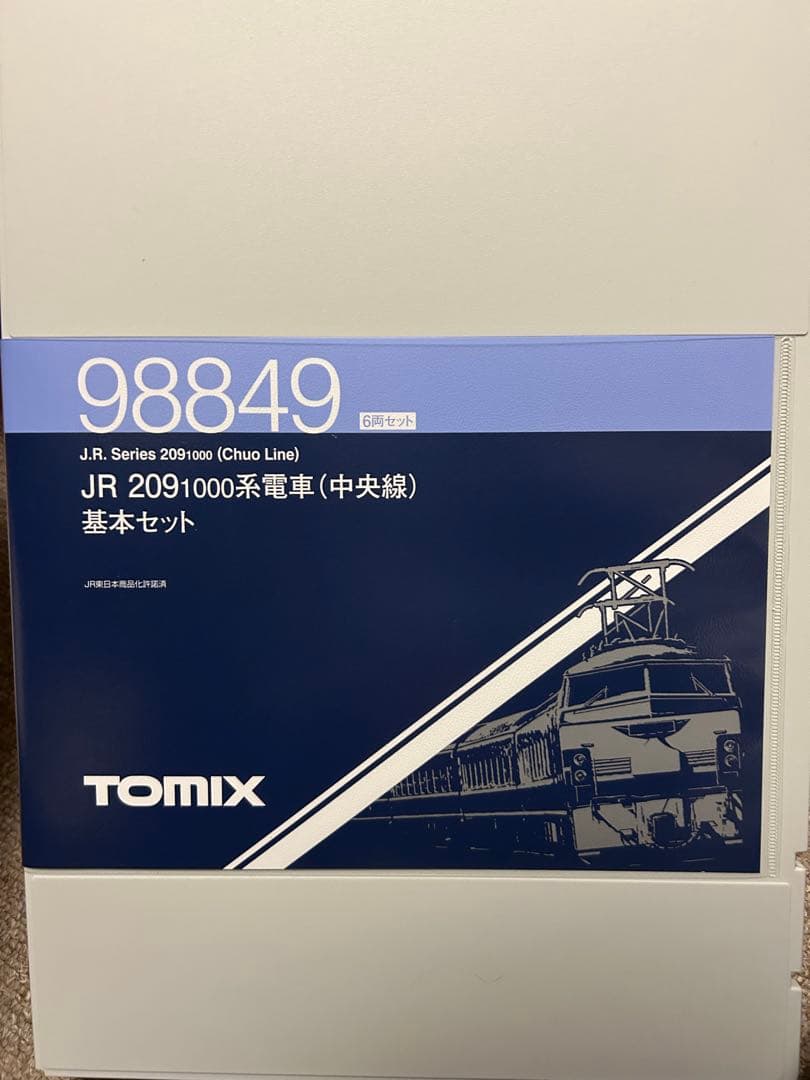 98849 6両セット
J.R. Series 2091000 (Chuo Line)
JR 2091000系電車(中央線)
基本セット
JR東日本商品化許諾済
TOMIX